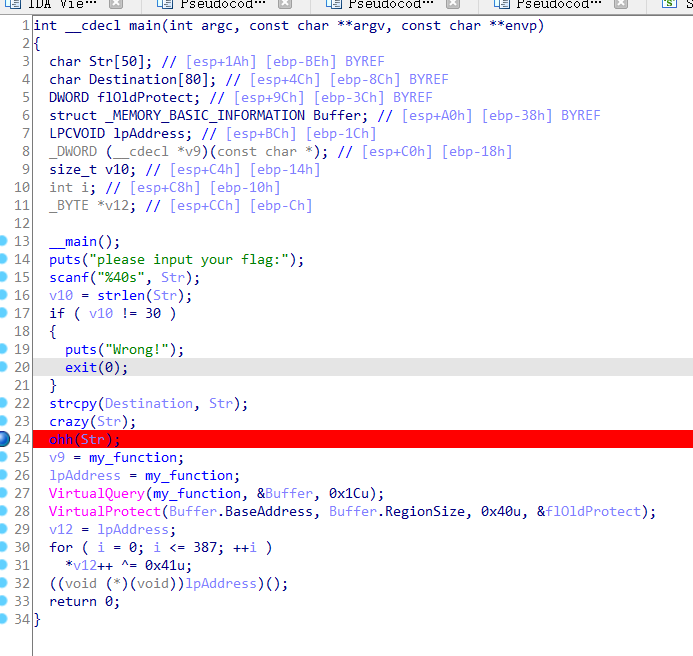 IDA Vie… Pseudocod… Pseudocod… Pseudocod… S
1 int __cdecl main(int argc, const char **argv, const char **envp)
2 {
3 char Str[50]; // [esp+1Ah] [ebp-BEh] BYREF
4 char Destination[80]; // [esp+4Ch] [ebp-8Ch] BYREF
5 DWORD flOldProtect; // [esp+9Ch] [ebp-3Ch] BYREF
6 struct _MEMORY_BASIC_INFORMATION Buffer; // [esp+A0h] [ebp-38h] BYREF
7 LPCVOID lpAddress; // [esp+BCh] [ebp-1Ch]
8 _DWORD (__cdecl *v9)(const char *); // [esp+C0h] [ebp-18h]
9 size_t v10; // [esp+C4h] [ebp-14h]
10 int i; // [esp+C8h] [ebp-10h]
11 _BYTE *v12; // [esp+CCh] [ebp-Ch]
12
13 __main();
14 puts("please input your flag:");
15 scanf("%40s", Str);
16 v10 = strlen(Str);
17 if ( v10 != 30 )
18 {
19 puts("Wrong!");
20 exit(0);
21 }
22 strcpy(Destination, Str);
23 crazy(Str);
24 ohh(Str);
25 v9 = my_function;
26 lpAddress = my_function;
27 VirtualQuery(my_function, &Buffer, 0x1Cu);
28 VirtualProtect(Buffer.BaseAddress, Buffer.RegionSize, 0x40u, &flOldProtect);
29 v12 = lpAddress;
30 for ( i = 0; i <= 387; ++i )
31 *v12++ ^= 0x41u;
32 ((void (*)(void))lpAddress)();
33 return 0;
34 }